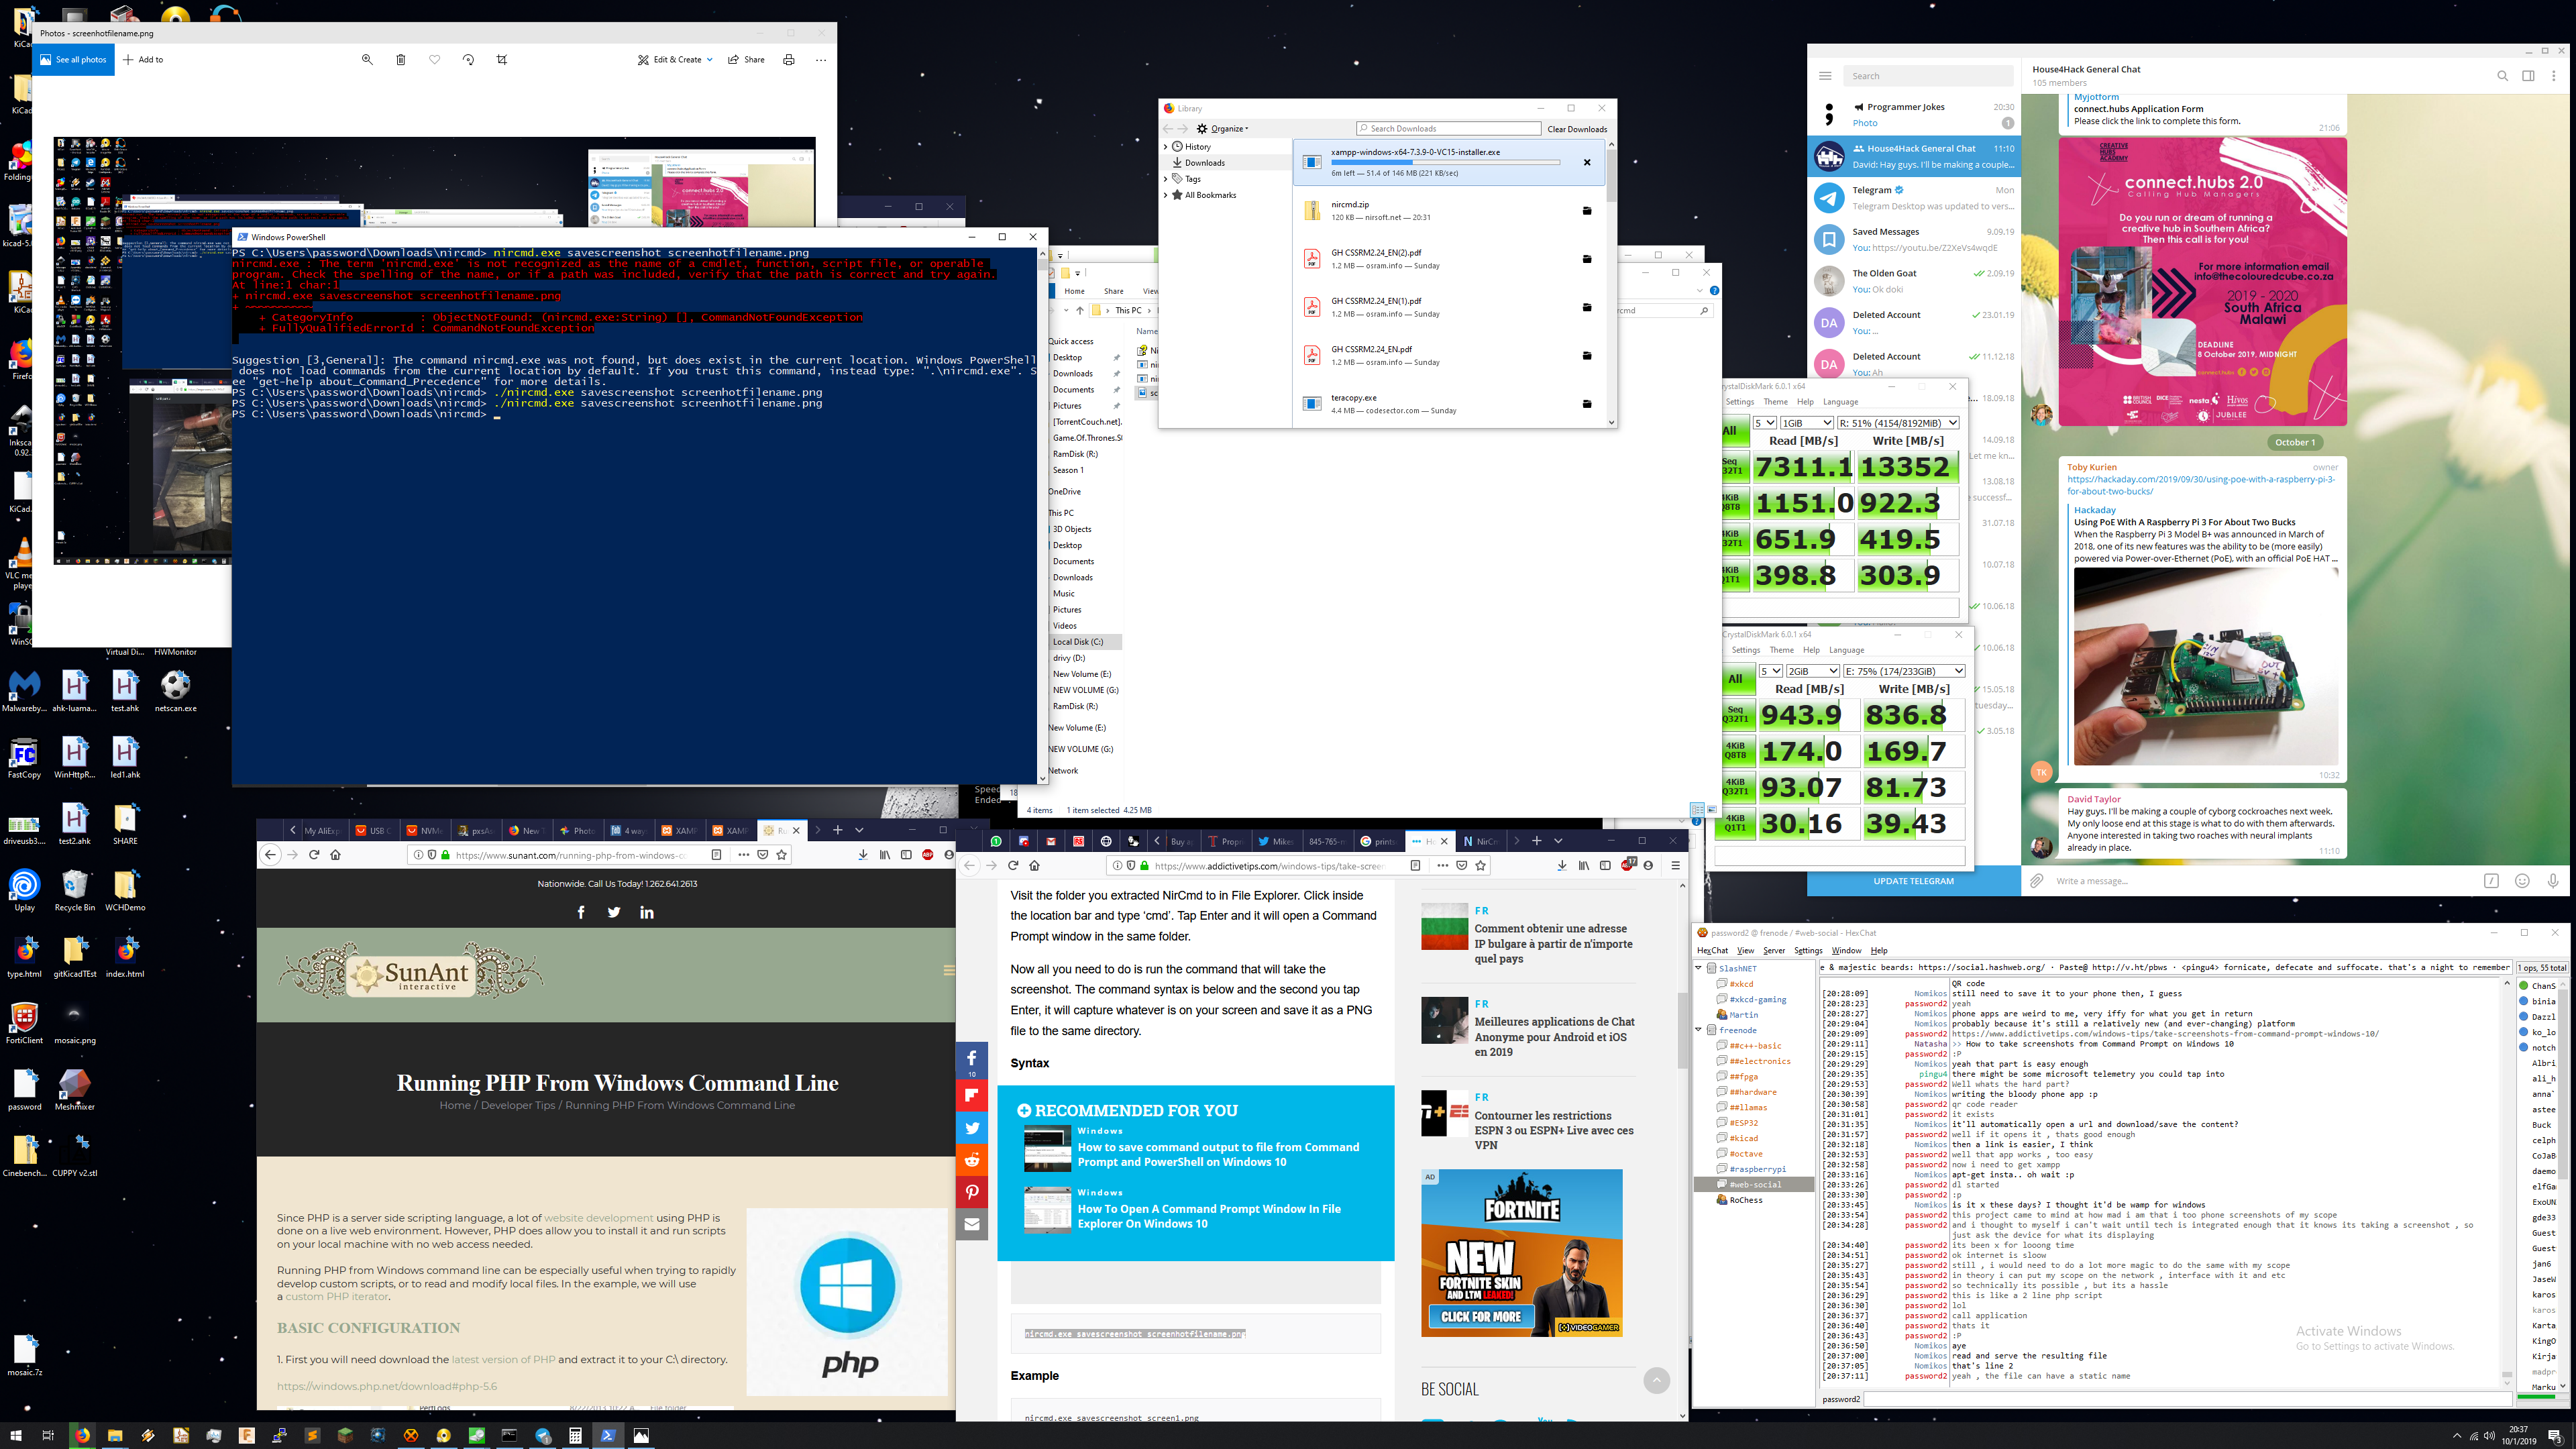 Photos - screenhotfilename.png
See all photos
Add to
Edit & Create
Share
Windows PowerShell
PS C:\Users\password\Downloads\nircmd> nircmd.exe savescreenshot screenhotfilename.png
nircmd.exe : The term 'nircmd.exe' is not recognized as the name of a cmdlet, function, script file, or operable
program. Check the spelling of the name, or if a path was included, verify that the path is correct and try again.
At line:1 char:1
+ nircmd.exe savescreenshot screenhotfilename.png
+ ~~~~~~~~~~
+ CategoryInfo : ObjectNotFound: (nircmd.exe:String) [], CommandNotFoundException
+ FullyQualifiedErrorId : CommandNotFoundException
Suggestion [3,General]: The command nircmd.exe was not found, but does exist in the current location. Windows PowerShell
does not load commands from the current location by default. If you trust this command, instead type: ".\nircmd.exe". S
ee "get-help about_Command_Precedence" for more details.
PS C:\Users\password\Downloads\nircmd> ./nircmd.exe savescreenshot screenhotfilename.png
PS C:\Users\password\Downloads\nircmd> ./nircmd.exe savescreenshot screenhotfilename.png
PS C:\Users\password\Downloads\nircmd>
Library
Organize
Search Downloads
Clear Downloads
History
Downloads
Tags
All Bookmarks
xampp-windows-x64-7.3.9-0-VC15-installer.exe
6m left — 51.4 of 146 MB (221 KB/sec)
nircmd.zip
120 KB — nirsoft.net — 20:31
GH CSSRM2.24_EN(2).pdf
1.2 MB — osram.info — Sunday
GH CSSRM2.24_EN(1).pdf
1.2 MB — osram.info — Sunday
GH CSSRM2.24_EN.pdf
1.2 MB — osram.info — Sunday
teracopy.exe
4.4 MB — codesector.com — Sunday
Home Share View
This PC
Name
Quick access
Desktop
Downloads
Documents
Pictures
[TorrentCouch.net].
Game.Of.Thrones.S
RamDisk (R:)
Season 1
OneDrive
This PC
3D Objects
Desktop
Documents
Downloads
Music
Pictures
Videos
Local Disk (C:)
drivy (D:)
New Volume (E:)
NEW VOLUME (G:)
RamDisk (R:)
New Volume (E:)
NEW VOLUME (G:)
Network
4 items 1 item selected 4.25 MB
CrystalDiskMark 6.0.1 x64
Settings Theme Help Language
All 5 1GiB R: 51% (4154/8192MiB)
Read [MB/s] Write [MB/s]
Seq Q32T1 7311.1 13352
4KiB Q8T8 1151.0 922.3
4KiB Q32T1 651.9 419.5
4KiB Q1T1 398.8 303.9
CrystalDiskMark 6.0.1 x64
Settings Theme Help Language
All 5 2GiB E: 75% (174/233GiB)
Read [MB/s] Write [MB/s]
Seq Q32T1 943.9 836.8
4KiB Q8T8 174.0 169.7
4KiB Q32T1 93.07 81.73
4KiB Q1T1 30.16 39.43
Search
Programmer Jokes 20:30
Photo 1
House4Hack General Chat 11:10
David: Hay guys. I'll be making a couple...
Telegram Mon
Telegram Desktop was updated to vers...
Saved Messages 9.09.19
You: https://youtu.be/Z2XeVs4wqdE
The Olden Goat 2.09.19
You: Ok doki
Deleted Account 23.01.19
You: ...
Deleted Account 11.12.18
You: Ah
18.09.18
14.09.18
13.08.18
31.07.18
10.07.18
10.06.18
10.06.18
15.05.18
3.05.18
UPDATE TELEGRAM
House4Hack General Chat
105 members
Myjotform
connect.hubs Application Form
Please click the link to complete this form.
21:06
CREATIVE HUBS ACADEMY
connect.hubs 2.0
Calling Hub Managers
Do you run or dream of running a
creative hub in Southern Africa?
Then this call is for you!
For more information email
info@thecolouredcube.co.za
2019 - 2020
South Africa
Malawi
DEADLINE
8 October 2019, MIDNIGHT
October 1
Toby Kurien owner
https://hackaday.com/2019/09/30/using-poe-with-a-raspberry-pi-3-
for-about-two-bucks/
Hackaday
Using PoE With A Raspberry Pi 3 For About Two Bucks
When the Raspberry Pi 3 Model B+ was announced in March of
2018, one of its new features was the ability to be (more easily)
powered via Power-over-Ethernet (PoE), with an official PoE HAT ...
10:32
David Taylor
Hay guys. I'll be making a couple of cyborg cockroaches next week.
My only loose end at this stage is what to do with them afterwards.
Anyone interested in taking two roaches with neural implants
already in place.
11:10
Write a message...
Virtual Di... HWMonitor
Malwareby... ahk-luama... test.ahk netscan.exe
FastCopy WinHttpR... led1.ahk
driveusb3.... test2.ahk SHARE
Uplay Recycle Bin WCHDemo
type.html gitKicadTEst index.html
FortiClient mosaic.png
password Meshmixer
Cinebench... CUPPY v2.stl
mosaic.7z
https://www.sunant.com/running-php-from-windows-c
Nationwide. Call Us Today! 1.262.641.2613
SunAnt
interactive
Running PHP From Windows Command Line
Home / Developer Tips / Running PHP From Windows Command Line
Since PHP is a server side scripting language, a lot of website development using PHP is
done on a live web environment. However, PHP does allow you to install it and run scripts
on your local machine with no web access needed.
Running PHP from Windows command line can be especially useful when trying to rapidly
develop custom scripts, or to read and modify local files. In the example, we will use
a custom PHP iterator.
BASIC CONFIGURATION
1. First you will need download the latest version of PHP and extract it to your C:\ directory.
https://windows.php.net/download#php-5.6
php
https://www.addictivetips.com/windows-tips/take-screen
Visit the folder you extracted NirCmd to in File Explorer. Click inside
the location bar and type 'cmd'. Tap Enter and it will open a Command
Prompt window in the same folder.
Now all you need to do is run the command that will take the
screenshot. The command syntax is below and the second you tap
Enter, it will capture whatever is on your screen and save it as a PNG
file to the same directory.
Syntax
RECOMMENDED FOR YOU
Windows
How to save command output to file from Command
Prompt and PowerShell on Windows 10
Windows
How To Open A Command Prompt Window In File
Explorer On Windows 10
nircmd.exe savescreenshot screenhotfilename.png
Example
nircmd.exe savescreenshot screen1.png
FR
Comment obtenir une adresse
IP bulgare à partir de n'importe
quel pays
FR
Meilleures applications de Chat
Anonyme pour Android et iOS
en 2019
FR
Contourner les restrictions
ESPN 3 ou ESPN+ Live avec ces
VPN
AD
FORTNITE
NEW
FORTNITE SKIN
AND LTM LEAKED!
CLICK FOR MORE
VIDEOGAMER
BE SOCIAL
password2 @ frenode / #web-social - HexChat
HexChat View Server Settings Window Help
SlashNET
#xkcd
#xkcd-gaming
Martin
freenode
##c++-basic
##electronics
##fpga
##hardware
##llamas
#ESP32
#kicad
#octave
#raspberrypi
#web-social
RoChess
e & majestic beards: https://social.hashweb.org/ · Paste@ http://v.ht/pbws · <pingu4> fornicate, defecate and suffocate. that's a night to remember
1 ops, 55 total
QR code
[20:28:09] Nomikos still need to save it to your phone then, I guess
[20:28:23] password2 yeah
[20:28:27] Nomikos phone apps are weird to me, very iffy for what you get in return
[20:29:04] Nomikos probably because it's still a relatively new (and ever-changing) platform
[20:29:09] password2 https://www.addictivetips.com/windows-tips/take-screenshots-from-command-prompt-windows-10/
[20:29:11] Natasha >> How to take screenshots from Command Prompt on Windows 10
[20:29:15] password2 :P
[20:29:29] Nomikos yeah that part is easy enough
[20:29:35] pingu4 there might be some microsoft telemetry you could tap into
[20:29:53] password2 Well whats the hard part?
[20:30:39] Nomikos writing the bloody phone app :p
[20:30:58] password2 qr code reader
[20:31:01] password2 it exists
[20:31:35] Nomikos it'll automatically open a url and download/save the content?
[20:31:57] password2 well if it opens it , thats good enough
[20:32:18] Nomikos then a link is easier, I think
[20:32:53] password2 well that app works , too easy
[20:32:58] password2 now i need to get xampp
[20:33:16] Nomikos apt-get insta.. oh wait :p
[20:33:26] password2 dl started
[20:33:30] password2 :p
[20:33:45] Nomikos is it x these days? I thought it'd be wamp for windows
[20:33:54] password2 this project came to mind at how mad i am that i too phone screenshots of my scope
[20:34:28] password2 and i thought to myself i can't wait until tech is integrated enough that it knows its taking a screenshot , so
just ask the device for what its displaying
[20:34:40] password2 its been x for looong time
[20:34:51] password2 ok internet is sloow
[20:35:27] password2 still , i would need to do a lot more magic to do the same with my scope
[20:35:43] password2 in theory i can put my scope on the network , interface with it and etc
[20:35:54] password2 so technically its possible , but its a hassle
[20:36:29] password2 this is like a 2 line php script
[20:36:30] password2 lol
[20:36:37] password2 call application
[20:36:40] password2 thats it
[20:36:43] password2 :P
[20:36:50] Nomikos aye
[20:37:00] Nomikos read and serve the resulting file
[20:37:05] Nomikos that's line 2
[20:37:11] password2 yeah , the file can have a static name
password2
Activate Windows
Go to Settings to activate Windows.
20:37
10/1/2019